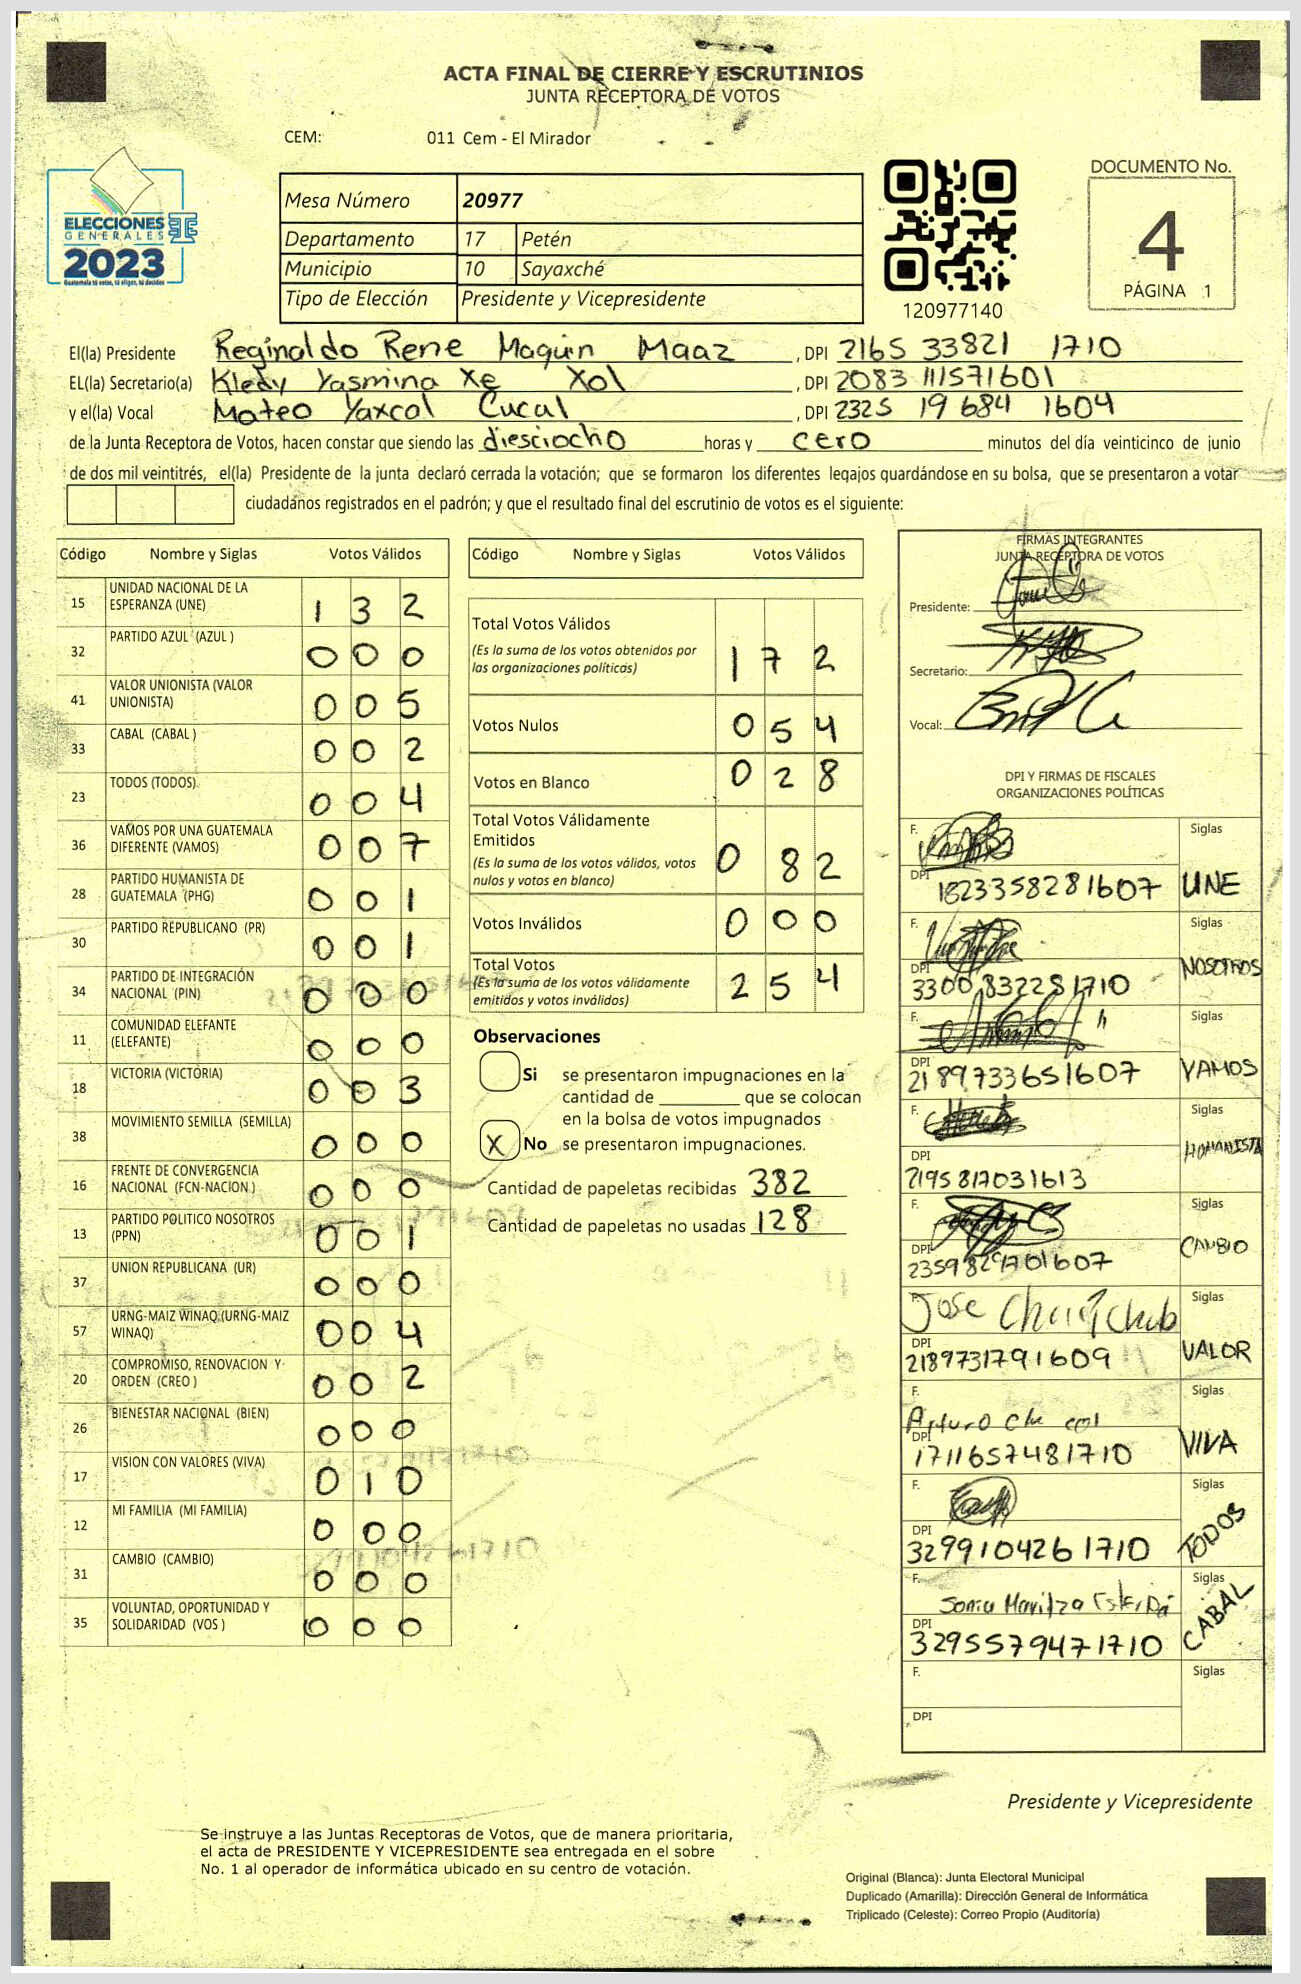 ACTA FINAL DE CIERRE Y ESCRUTINIOS
JUNTA RECEPTORA DE VOTOS
CEM: 011 Cem - El Mirador
ELECCIONES
GENERALES
2023
Guatemala tú votas, tú eliges, tú decides
Mesa Número 20977
Departamento 17 Petén
Municipio 10 Sayaxché
Tipo de Elección Presidente y Vicepresidente
120977140
DOCUMENTO No.
4
PÁGINA 1
El(la) Presidente Reginaldo Rene Maquin Maaz, DPI 2165 33821 1710
EL(la) Secretario(a) Kledy Yasmina Xe Xol, DPI 2083 111571601
y el(la) Vocal Mateo Yaxcal Cucal, DPI 2325 19 684 1604
de la Junta Receptora de Votos, hacen constar que siendo las diesciocho horas y cero minutos del día veinticinco de junio
de dos mil veintitrés, el(la) Presidente de la junta declaró cerrada la votación; que se formaron los diferentes legajos guardándose en su bolsa, que se presentaron a votar
ciudadanos registrados en el padrón; y que el resultado final del escrutinio de votos es el siguiente:
Código Nombre y Siglas Votos Válidos
15 UNIDAD NACIONAL DE LA ESPERANZA (UNE) 1 3 2
32 PARTIDO AZUL (AZUL ) 0 0 0
41 VALOR UNIONISTA (VALOR UNIONISTA) 0 0 5
33 CABAL (CABAL ) 0 0 2
23 TODOS (TODOS) 0 0 4
36 VAMOS POR UNA GUATEMALA DIFERENTE (VAMOS) 0 0 7
28 PARTIDO HUMANISTA DE GUATEMALA (PHG) 0 0 1
30 PARTIDO REPUBLICANO (PR) 0 0 1
34 PARTIDO DE INTEGRACIÓN NACIONAL (PIN) 0 0 0
11 COMUNIDAD ELEFANTE (ELEFANTE) 0 0 0
18 VICTORIA (VICTORIA) 0 0 3
38 MOVIMIENTO SEMILLA (SEMILLA) 0 0 0
16 FRENTE DE CONVERGENCIA NACIONAL (FCN-NACION ) 0 0 0
13 PARTIDO POLITICO NOSOTROS (PPN) 0 0 1
37 UNION REPUBLICANA (UR) 0 0 0
57 URNG-MAIZ WINAQ (URNG-MAIZ WINAQ) 0 0 4
20 COMPROMISO, RENOVACION Y ORDEN (CREO ) 0 0 2
26 BIENESTAR NACIONAL (BIEN) 0 0 0
17 VISION CON VALORES (VIVA) 0 1 0
12 MI FAMILIA (MI FAMILIA) 0 0 0
31 CAMBIO (CAMBIO) 0 0 0
35 VOLUNTAD, OPORTUNIDAD Y SOLIDARIDAD (VOS ) 0 0 0
Código Nombre y Siglas Votos Válidos
Total Votos Válidos 1 7 2
(Es la suma de los votos obtenidos por
las organizaciones políticas)
Votos Nulos 0 5 4
Votos en Blanco 0 2 8
Total Votos Válidamente
Emitidos 0 8 2
(Es la suma de los votos válidos, votos
nulos y votos en blanco)
Votos Inválidos 0 0 0
Total Votos 2 5 4
(Es la suma de los votos válidamente
emitidos y votos inválidos)
Observaciones
Si se presentaron impugnaciones en la
cantidad de ________ que se colocan
en la bolsa de votos impugnados
X No se presentaron impugnaciones.
Cantidad de papeletas recibidas 382
Cantidad de papeletas no usadas 128
FIRMAS INTEGRANTES
JUNTA RECEPTORA DE VOTOS
Presidente:
Secretario:
Vocal:
DPI Y FIRMAS DE FISCALES
ORGANIZACIONES POLÍTICAS
F. Siglas
DPI 1823358281607 UNE
F. Siglas
DPI 3300832281710 NOSOTROS
F. Siglas
DPI 2189733651607 VAMOS
F. Siglas
DPI 2195817031613 HUMANISTA
F. Siglas
DPI CAMBIO
F. Jose Chub Siglas
DPI 2189731791609 VALOR
F. Arturo Siglas
DPI 1711657481710 VIVA
F. Siglas
DPI 3299104261710 TODOS
F. Sonia Maritza Siglas
DPI 3295579471710 CABAL
F. Siglas
DPI
Presidente y Vicepresidente
Se instruye a las Juntas Receptoras de Votos, que de manera prioritaria,
el acta de PRESIDENTE Y VICEPRESIDENTE sea entregada en el sobre
No. 1 al operador de informática ubicado en su centro de votación.
Original (Blanca): Junta Electoral Municipal
Duplicado (Amarilla): Dirección General de Informática
Triplicado (Celeste): Correo Propio (Auditoría)